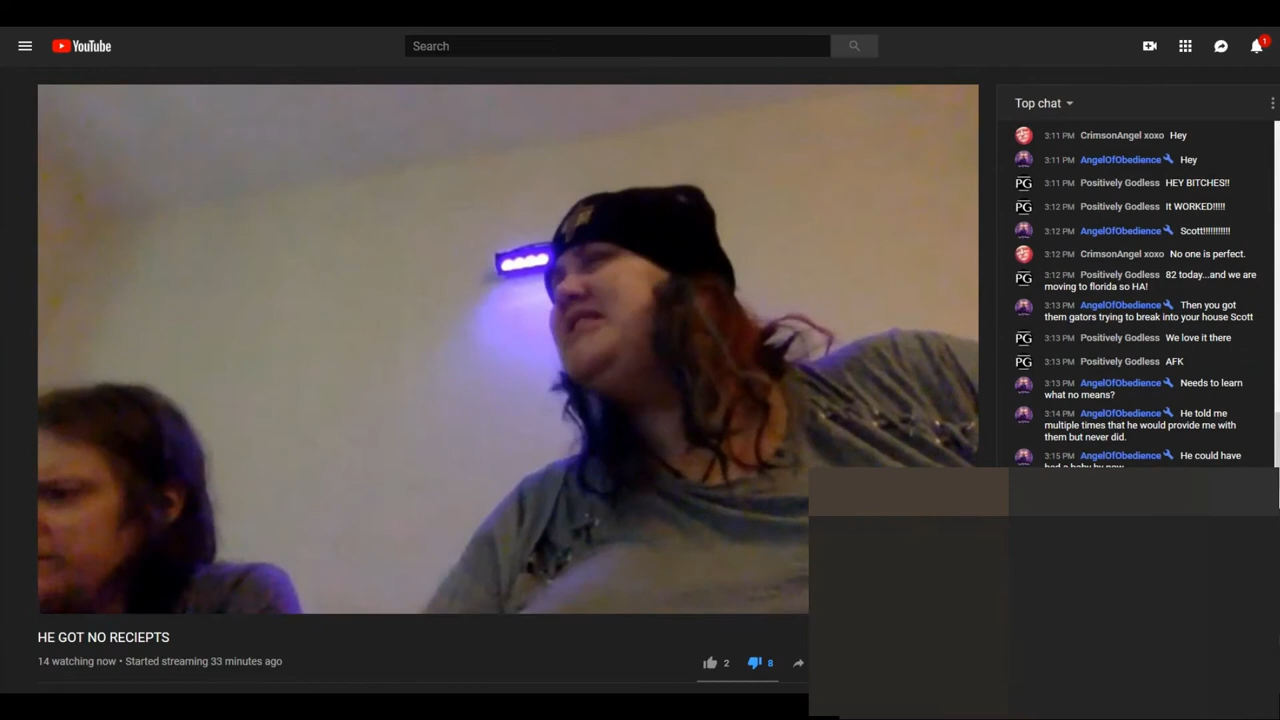 YouTube
Search
1
Top chat
3:11 PM CrimsonAngel xoxo Hey
3:11 PM AngelOfObedience Hey
PG 3:11 PM Positively Godless HEY BITCHES!!
PG 3:12 PM Positively Godless It WORKED!!!!!
3:12 PM AngelOfObedience Scott!!!!!!!!!!!
3:12 PM CrimsonAngel xoxo No one is perfect.
PG 3:12 PM Positively Godless 82 today...and we are
moving to florida so HA!
3:13 PM AngelOfObedience Then you got
them gators trying to break into your house Scott
PG 3:13 PM Positively Godless We love it there
PG 3:13 PM Positively Godless AFK
3:13 PM AngelOfObedience Needs to learn
what no means?
3:14 PM AngelOfObedience He told me
multiple times that he would provide me with
them but never did.
3:15 PM AngelOfObedience He could have
had a baby by now
HE GOT NO RECIEPTS
14 watching now • Started streaming 33 minutes ago
2
8